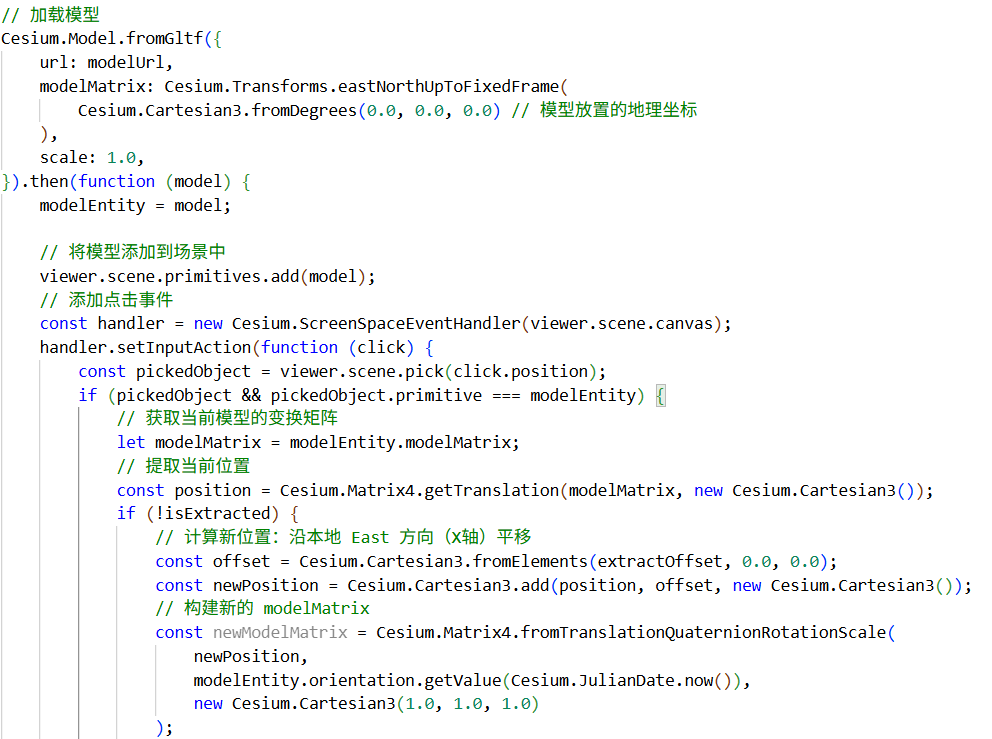 // 加载模型
Cesium.Model.fromGltf({
    url: modelUrl,
    modelMatrix: Cesium.Transforms.eastNorthUpToFixedFrame(
        Cesium.Cartesian3.fromDegrees(0.0, 0.0, 0.0) // 模型放置的地理坐标
    ),
    scale: 1.0,
}).then(function (model) {
    modelEntity = model;

    // 将模型添加到场景中
    viewer.scene.primitives.add(model);
    // 添加点击事件
    const handler = new Cesium.ScreenSpaceEventHandler(viewer.scene.canvas);
    handler.setInputAction(function (click) {
        const pickedObject = viewer.scene.pick(click.position);
        if (pickedObject && pickedObject.primitive === modelEntity) {
            // 获取当前模型的变换矩阵
            let modelMatrix = modelEntity.modelMatrix;
            // 提取当前位置
            const position = Cesium.Matrix4.getTranslation(modelMatrix, new Cesium.Cartesian3());
            if (!isExtracted) {
                // 计算新位置：沿本地 East 方向（X轴）平移
                const offset = Cesium.Cartesian3.fromElements(extractOffset, 0.0, 0.0);
                const newPosition = Cesium.Cartesian3.add(position, offset, new Cesium.Cartesian3());
                // 构建新的 modelMatrix
                const newModelMatrix = Cesium.Matrix4.fromTranslationQuaternionRotationScale(
                    newPosition,
                    modelEntity.orientation.getValue(Cesium.JulianDate.now()),
                    new Cesium.Cartesian3(1.0, 1.0, 1.0)
                );